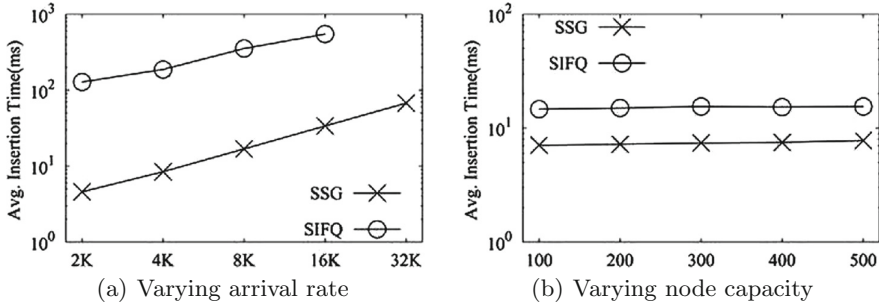 10^3
10^2
10^1
10^0
Avg. Insertion Time(ms)
SSG
SIFQ
2K 4K 8K 16K 32K
(a) Varying arrival rate
10^2
10^1
10^0
Avg. Insertion Time(ms)
SSG
SIFQ
100 200 300 400 500
(b) Varying node capacity